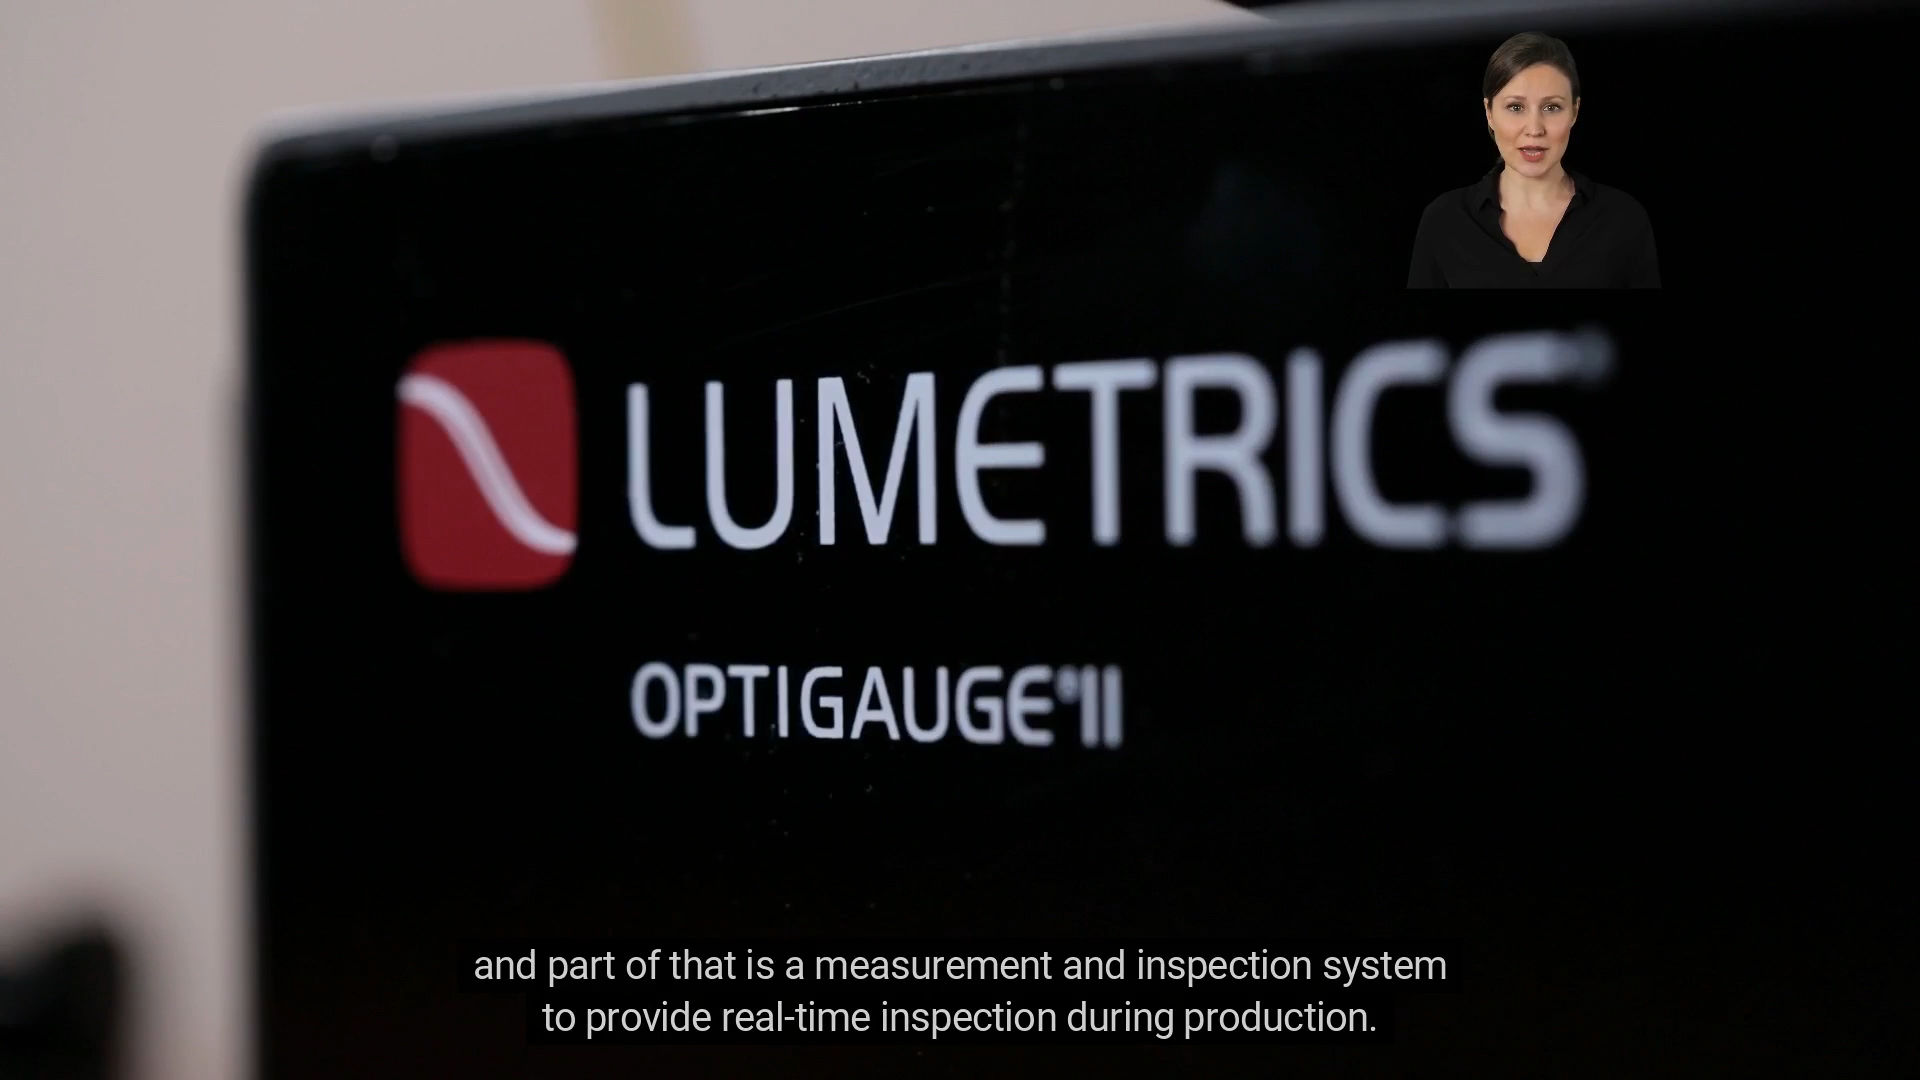 LUMETRICS
OPTIGAUGE® II
and part of that is a measurement and inspection system
to provide real-time inspection during production.